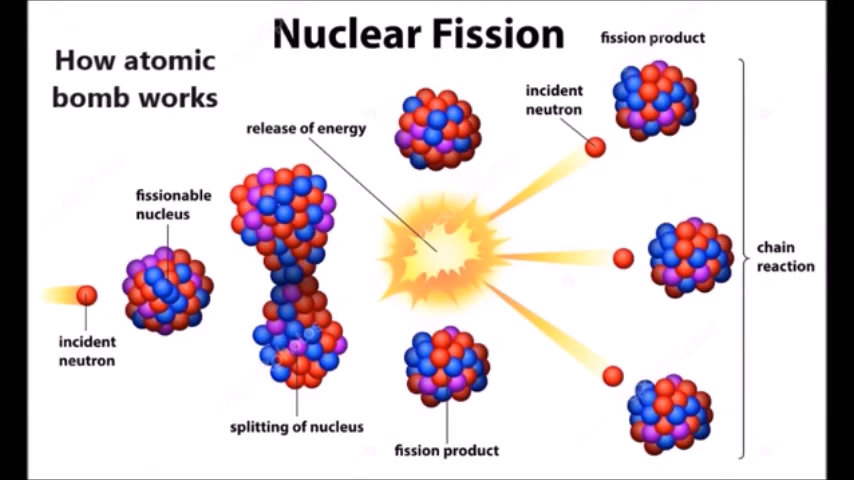 Nuclear Fission
How atomic
bomb works
fission product
incident
neutron
release of energy
fissionable
nucleus
chain
reaction
incident
neutron
splitting of nucleus
fission product